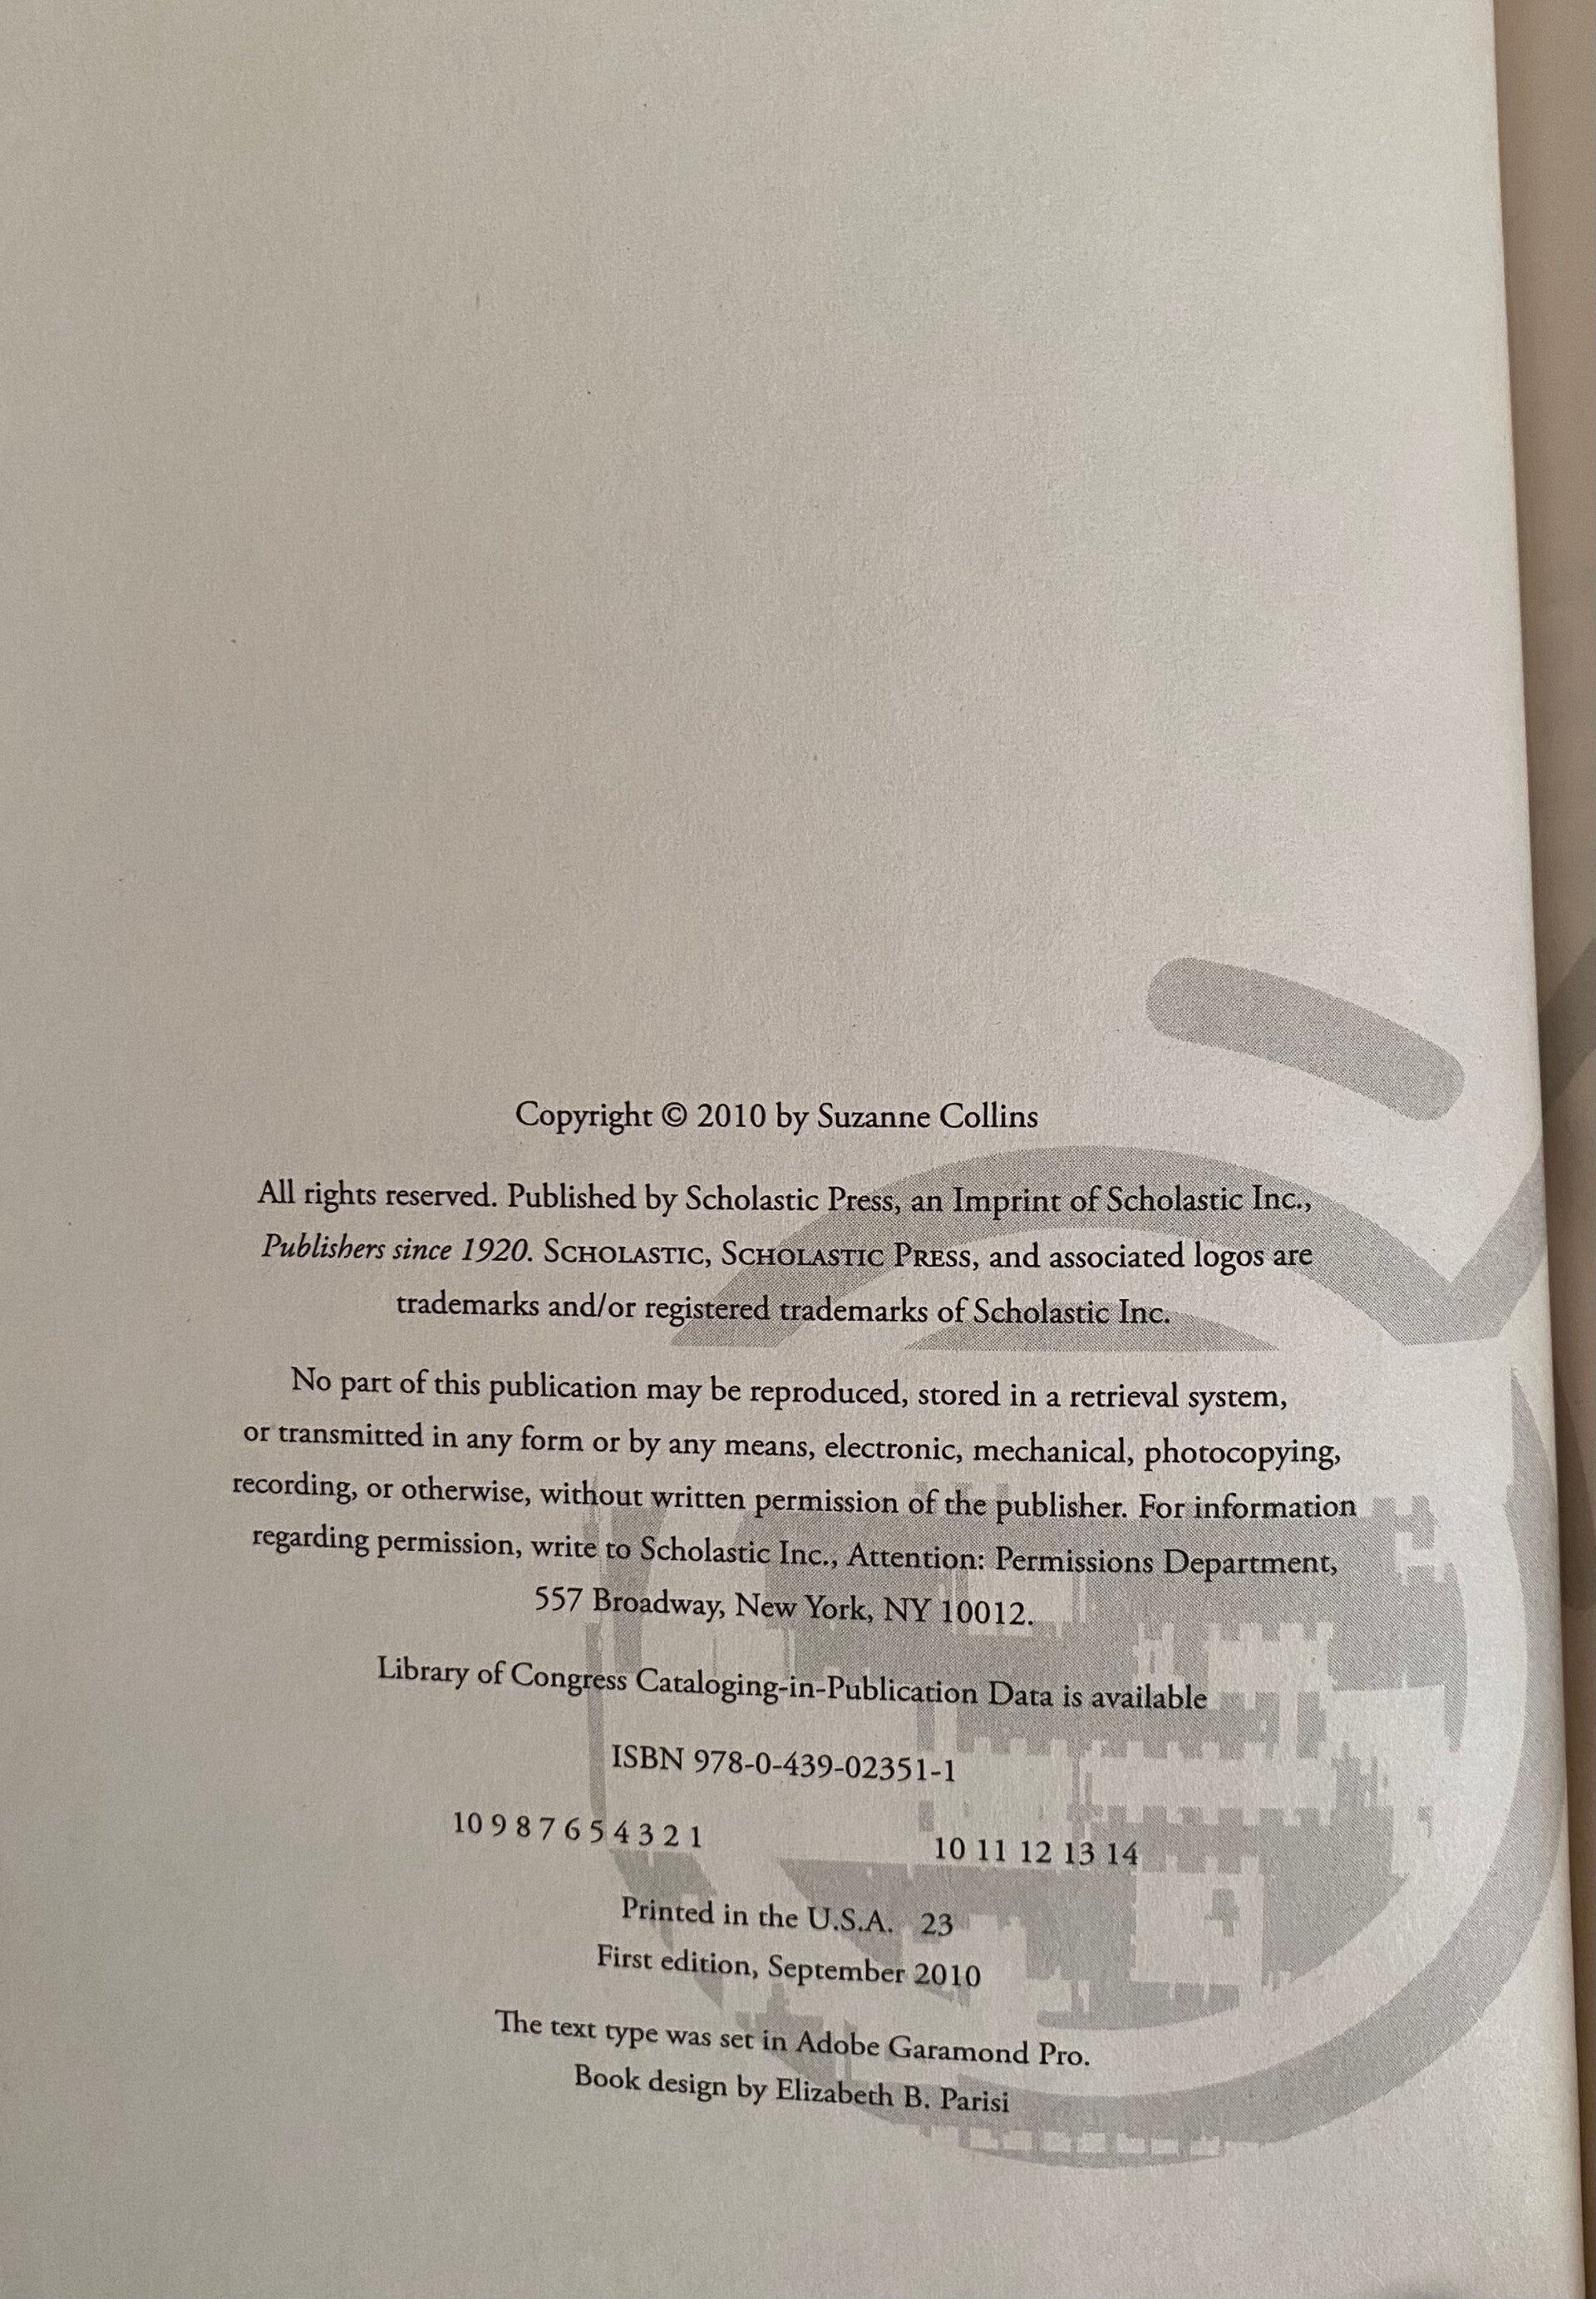 Copyright © 2010 by Suzanne Collins
All rights reserved. Published by Scholastic Press, an Imprint of Scholastic Inc.,
Publishers since 1920. SCHOLASTIC, SCHOLASTIC PRESS, and associated logos are
trademarks and/or registered trademarks of Scholastic Inc.
No part of this publication may be reproduced, stored in a retrieval system,
or transmitted in any form or by any means, electronic, mechanical, photocopying,
recording, or otherwise, without written permission of the publisher. For information
regarding permission, write to Scholastic Inc., Attention: Permissions Department,
557 Broadway, New York, NY 10012.
Library of Congress Cataloging-in-Publication Data is available
ISBN 978-0-439-02351-1
10 9 8 7 6 5 4 3 2 1 10 11 12 13 14
Printed in the U.S.A. 23
First edition, September 2010
The text type was set in Adobe Garamond Pro.
Book design by Elizabeth B. Parisi